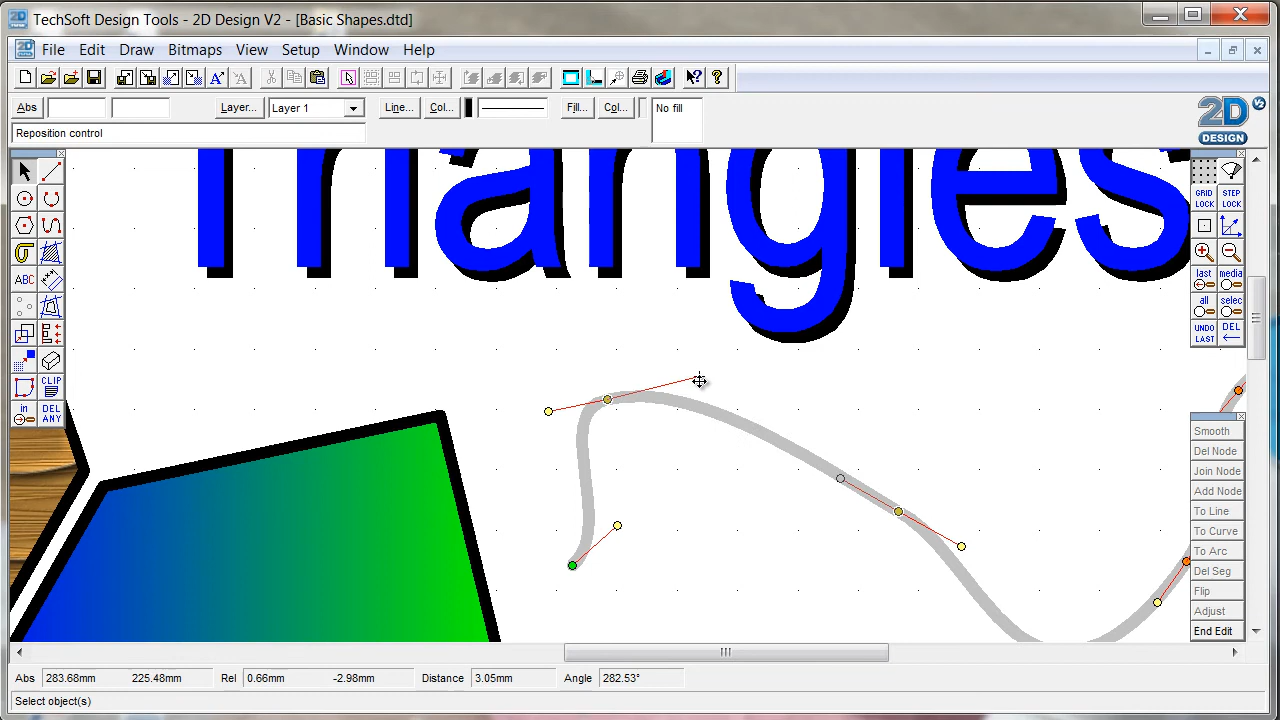 TechSoft Design Tools - 2D Design V2 - [Basic Shapes.dtd]
File Edit Draw Bitmaps View Setup Window Help
Abs Layer... Layer 1 Line... Col... Fill... Col... No fill
Reposition control
2D V2
DESIGN
Triangles
ABC
CLIP
in DEL ANY
GRID LOCK STEP LOCK
last media
all selec
UNDO LAST DEL
Smooth
Del Node
Join Node
Add Node
To Line
To Curve
To Arc
Del Seg
Flip
Adjust
End Edit
Abs 283.68mm 225.48mm Rel 0.66mm -2.98mm Distance 3.05mm Angle 282.53°
Select object(s)